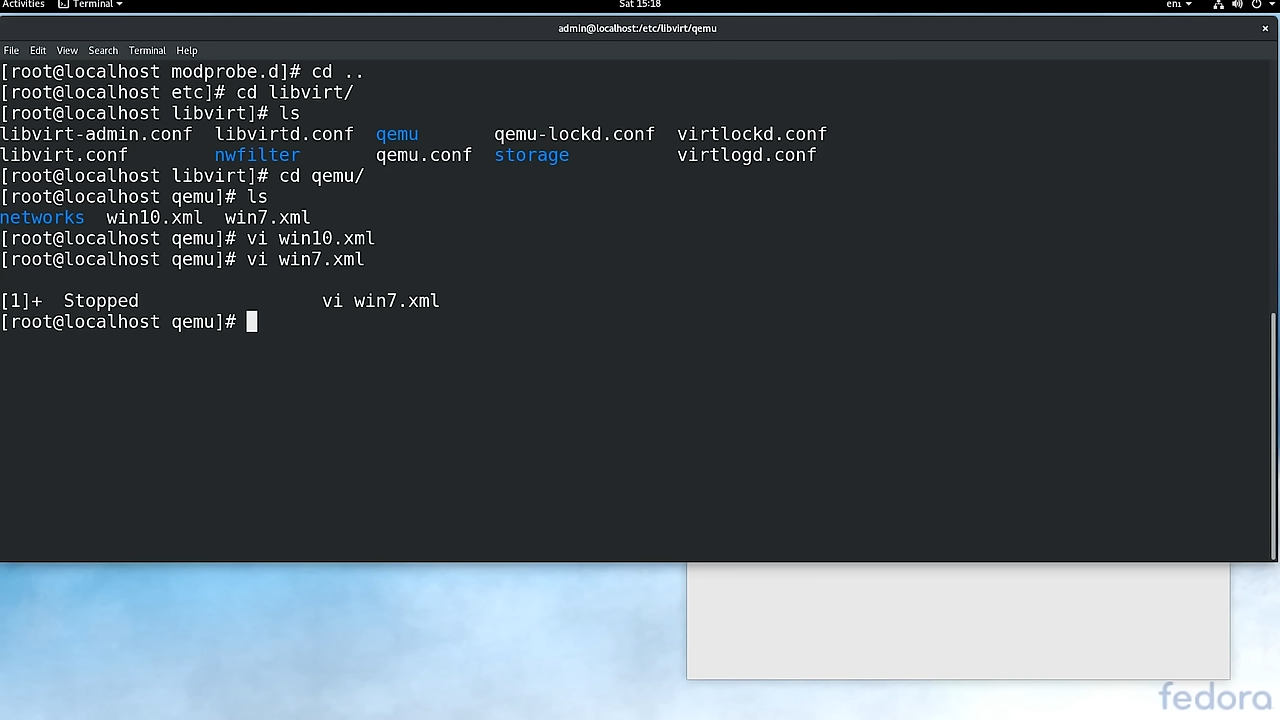 Activities Terminal Sat 15:18 en1
admin@localhost:/etc/libvirt/qemu ×
File Edit View Search Terminal Help
[root@localhost modprobe.d]# cd ..
[root@localhost etc]# cd libvirt/
[root@localhost libvirt]# ls
libvirt-admin.conf libvirtd.conf qemu qemu-lockd.conf virtlockd.conf
libvirt.conf nwfilter qemu.conf storage virtlogd.conf
[root@localhost libvirt]# cd qemu/
[root@localhost qemu]# ls
networks win10.xml win7.xml
[root@localhost qemu]# vi win10.xml
[root@localhost qemu]# vi win7.xml
[1]+ Stopped vi win7.xml
[root@localhost qemu]#
fedora